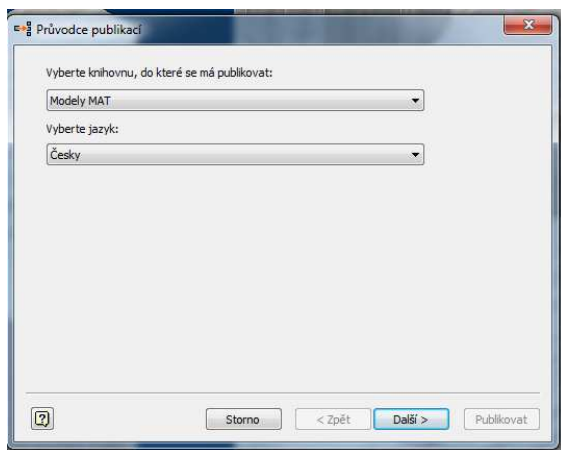 Průvodce publikací
Vyberte knihovnu, do které se má publikovat:
Modely MAT
Vyberte jazyk:
Česky
Storno
< Zpět
Další >
Publikovat